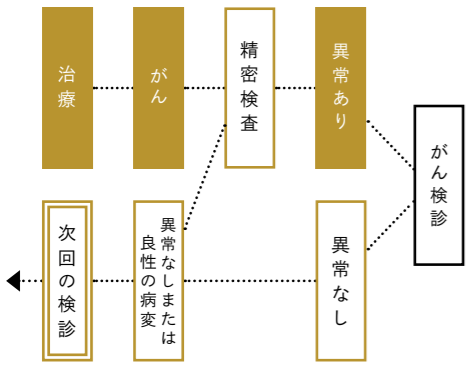 がん検診
異常あり
精密検査
がん
治療
異常なし
異常なしまたは
良性の病変
次回の検診